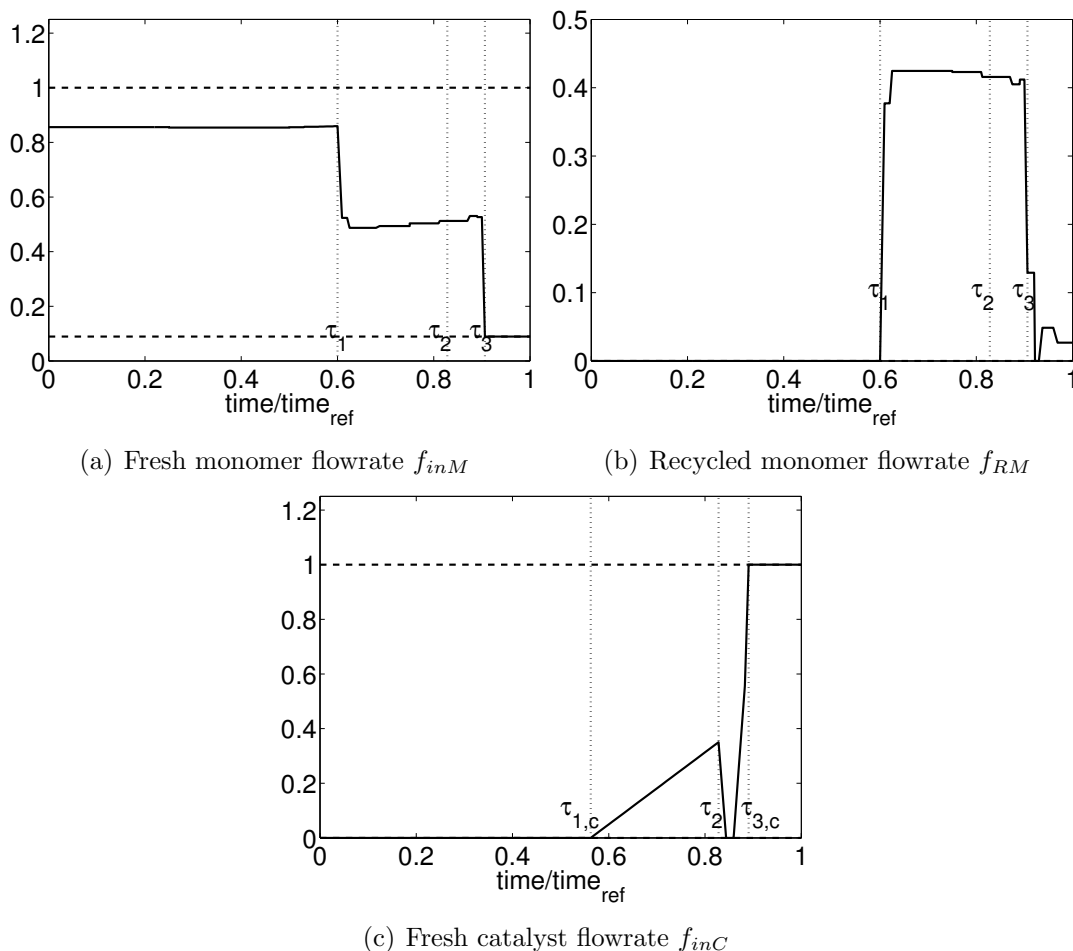 1.2
1
0.8
0.6
0.4
0.2
0
τ1 τ2 τ3
0 0.2 0.4 0.6 0.8 1
time/timeref
(a) Fresh monomer flowrate finM
0.5
0.4
0.3
0.2
0.1
0
τ1 τ2 τ3
0 0.2 0.4 0.6 0.8 1
time/timeref
(b) Recycled monomer flowrate fRM
1.2
1
0.8
0.6
0.4
0.2
0
τ1,c τ2 τ3,c
0 0.2 0.4 0.6 0.8 1
time/timeref
(c) Fresh catalyst flowrate finC